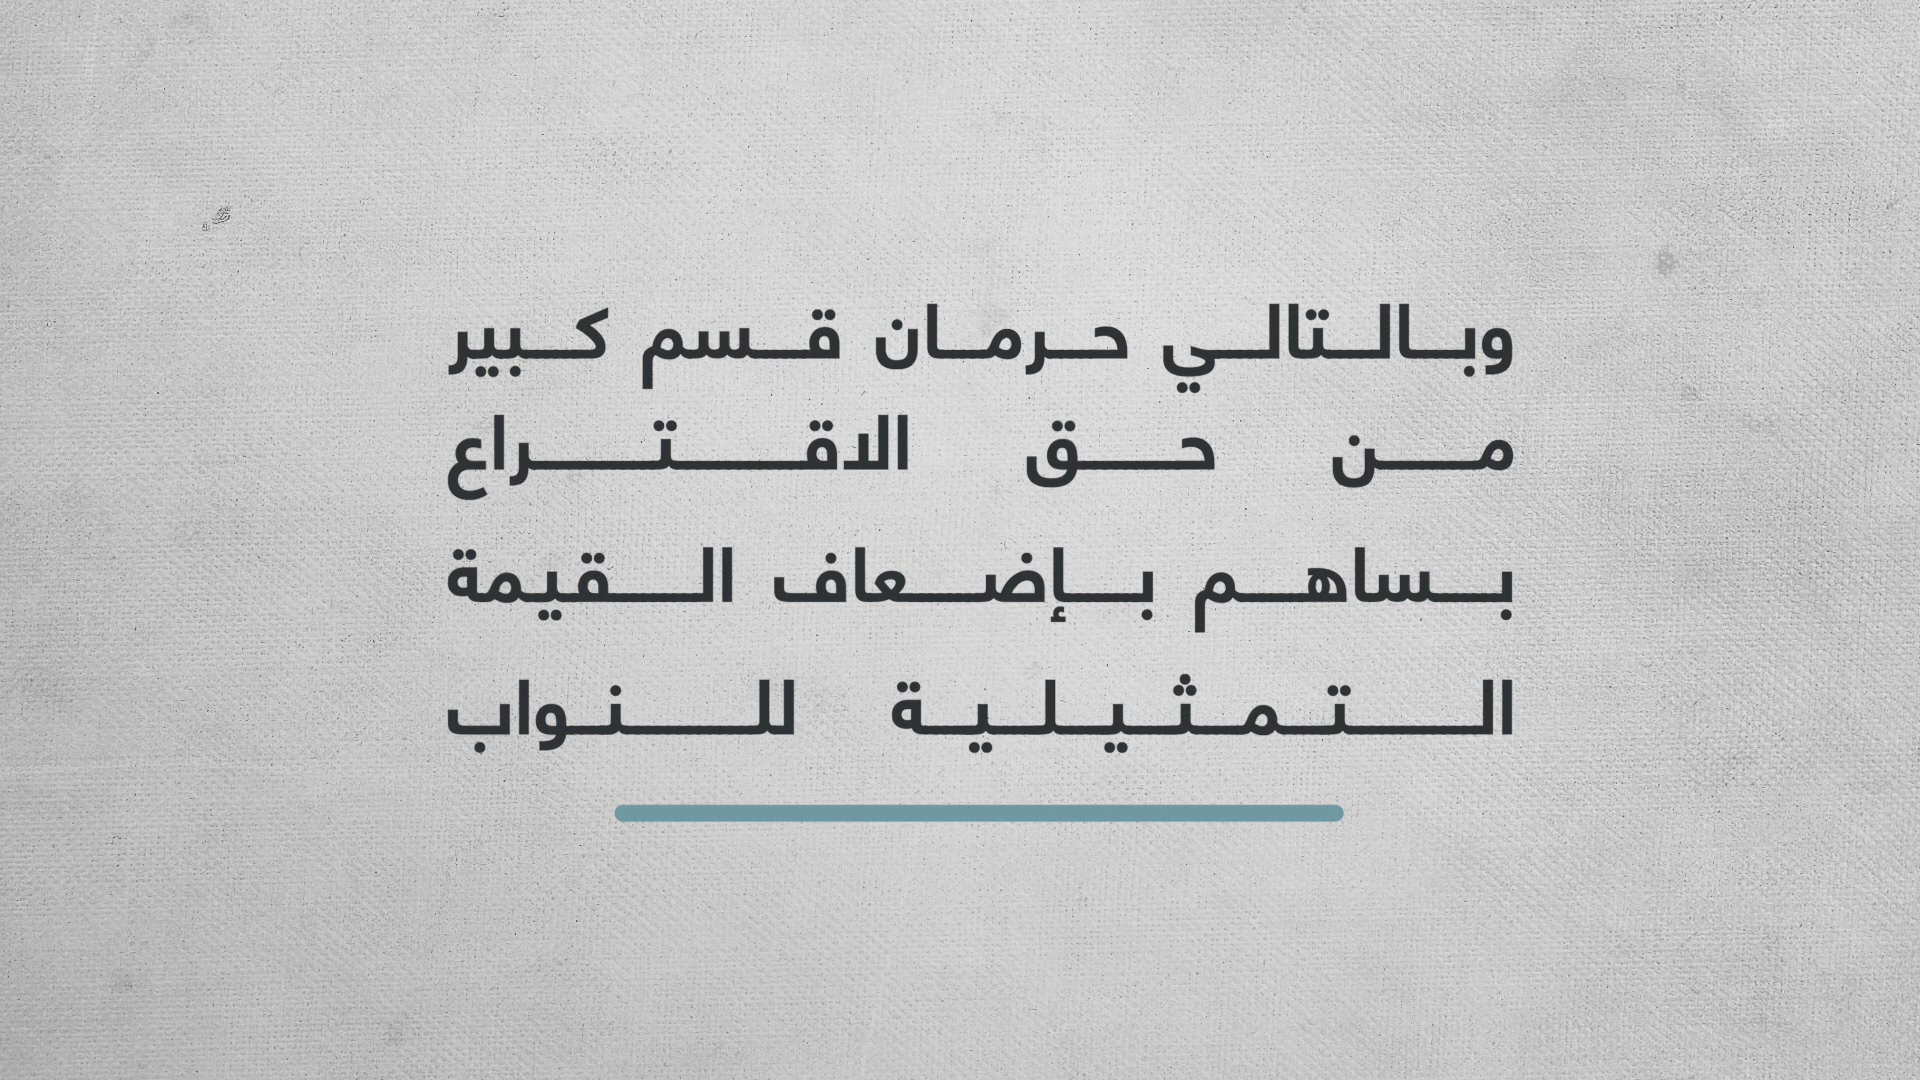 وبالتالي حرمان قسم كبير
من حق الاقتراع
بساهم بإضعاف القيمة
التمثيلية للنواب